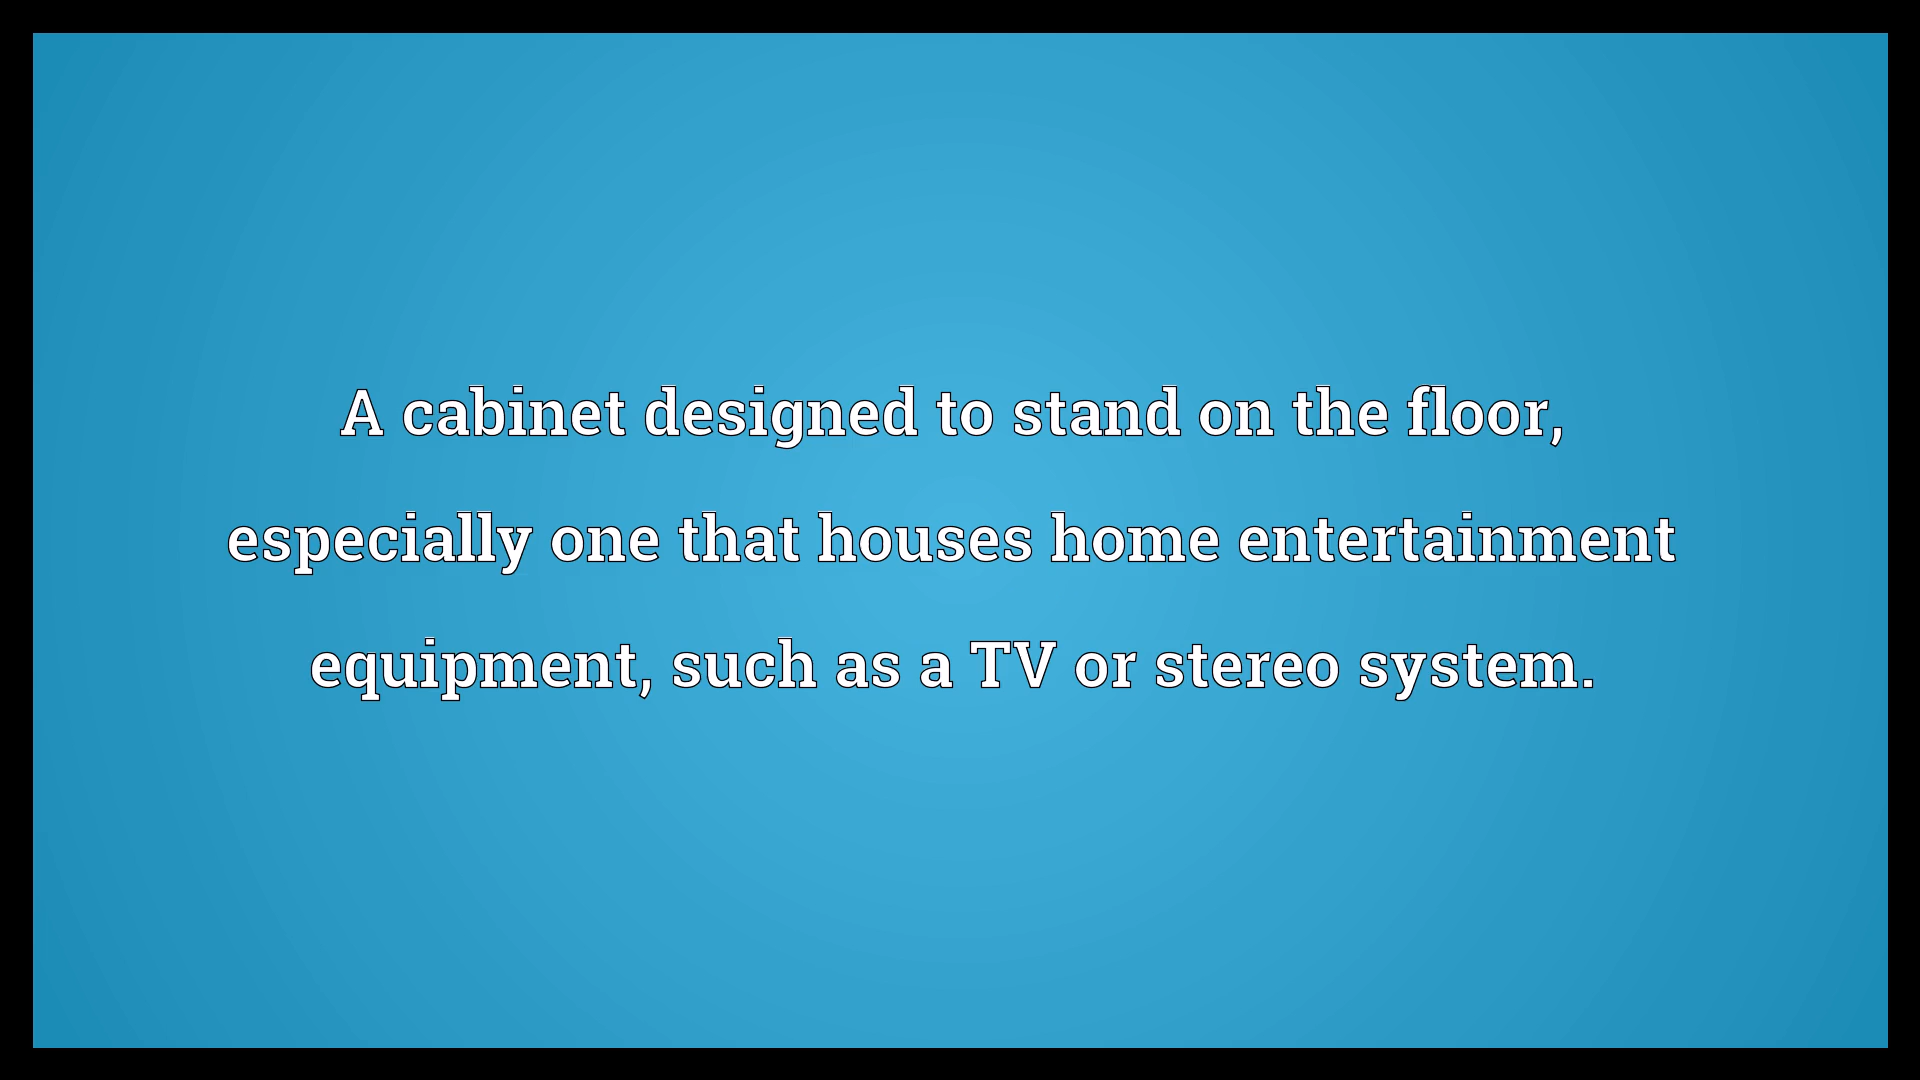 A cabinet designed to stand on the floor,
especially one that houses home entertainment
equipment, such as a TV or stereo system.